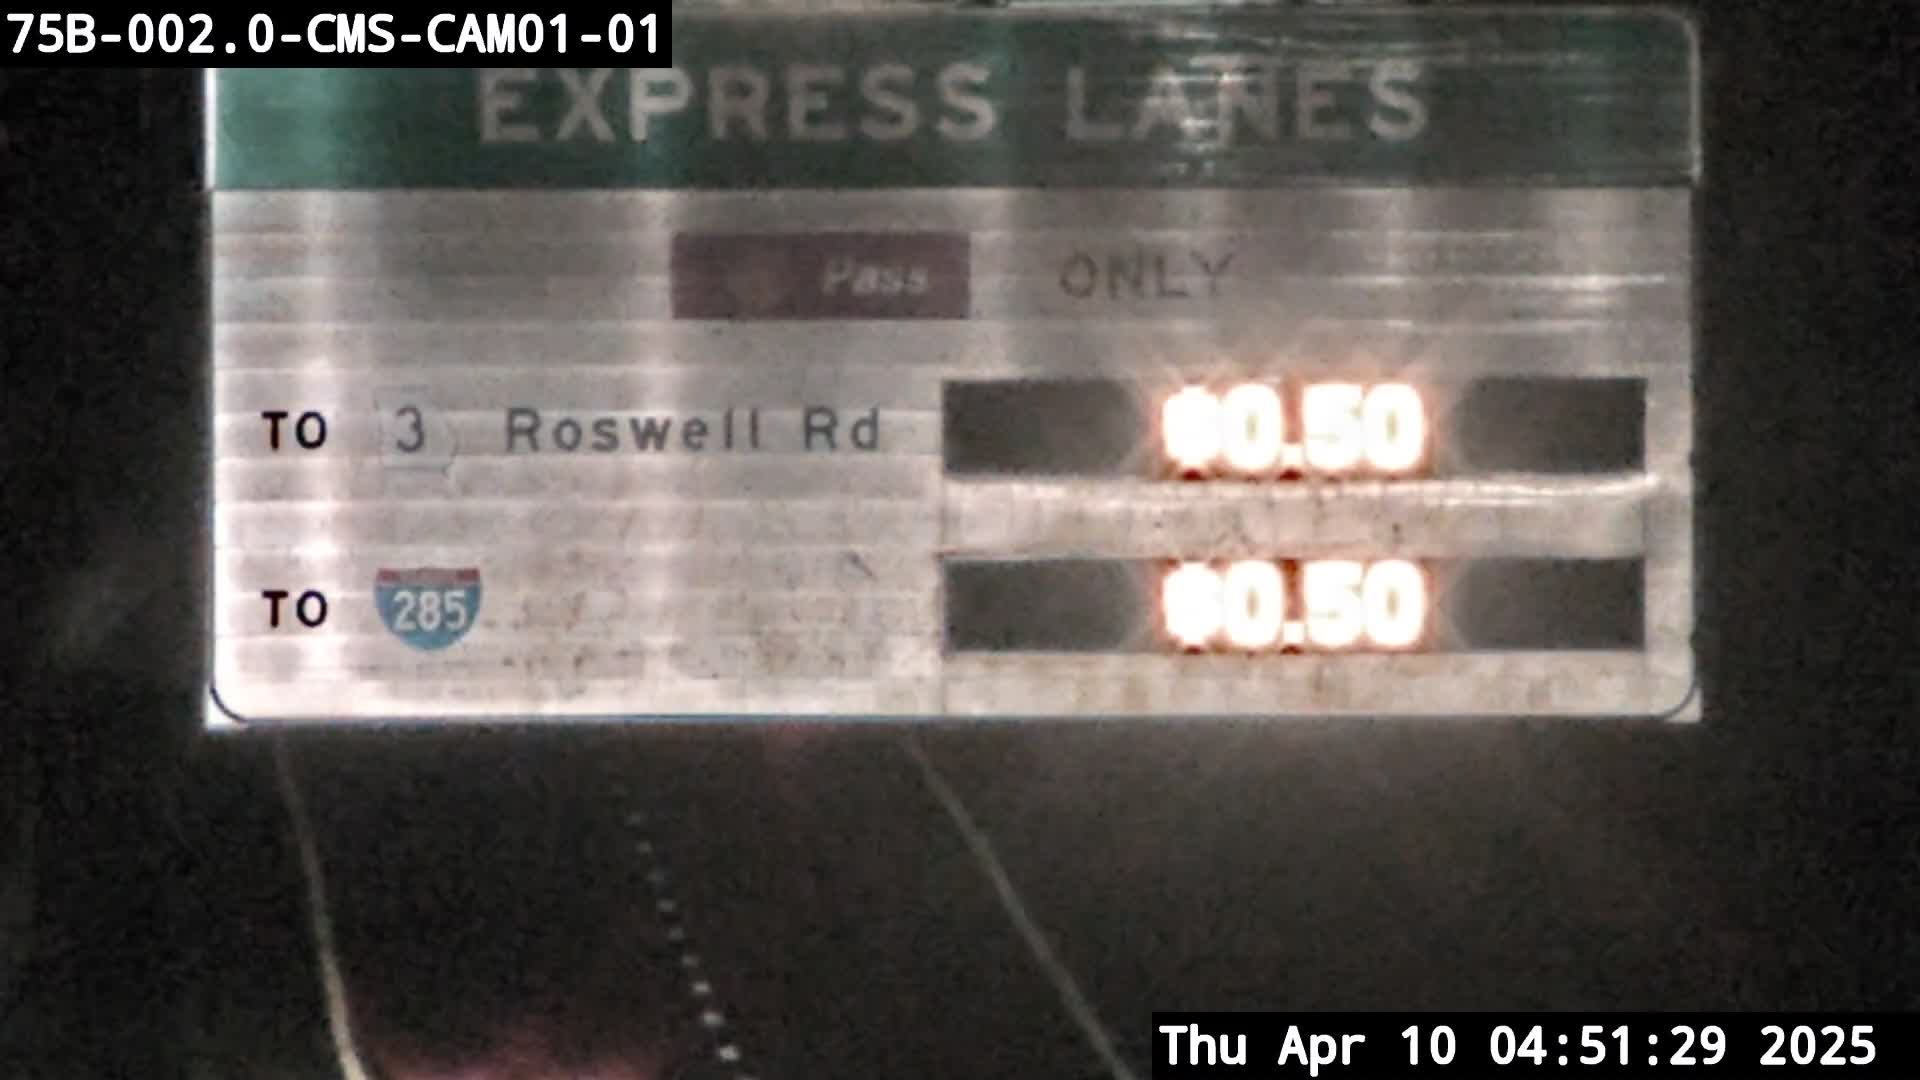 75B-002.0-CMS-CAM01-01
EXPRESS LANES
Pass ONLY
TO 3 Roswell Rd $0.50
TO 285 $0.50
Thu Apr 10 04:51:29 2025